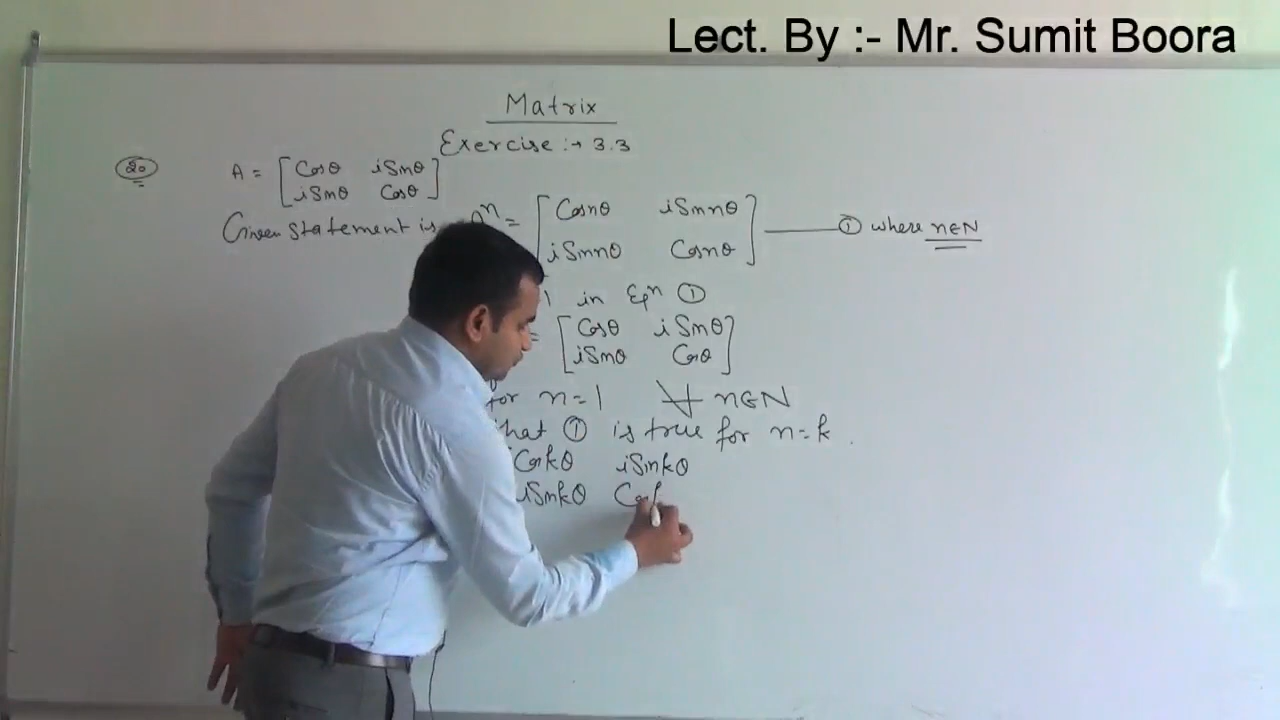 Lect. By :- Mr. Sumit Boora
Matrix
Exercise :→ 3.3
20
A = [ Cosθ iSinθ
iSinθ Cosθ ]
Given Statement is Aⁿ = [ Cosnθ iSinnθ
iSinnθ Cosnθ ] ——— ① where n∈N
1 in Eqⁿ ①
= [ Cosθ iSinθ
iSinθ Cosθ ]
for n=1 ∀ n∈N
that ① is true for n=k .
Coskθ iSinkθ
iSinkθ Cosk